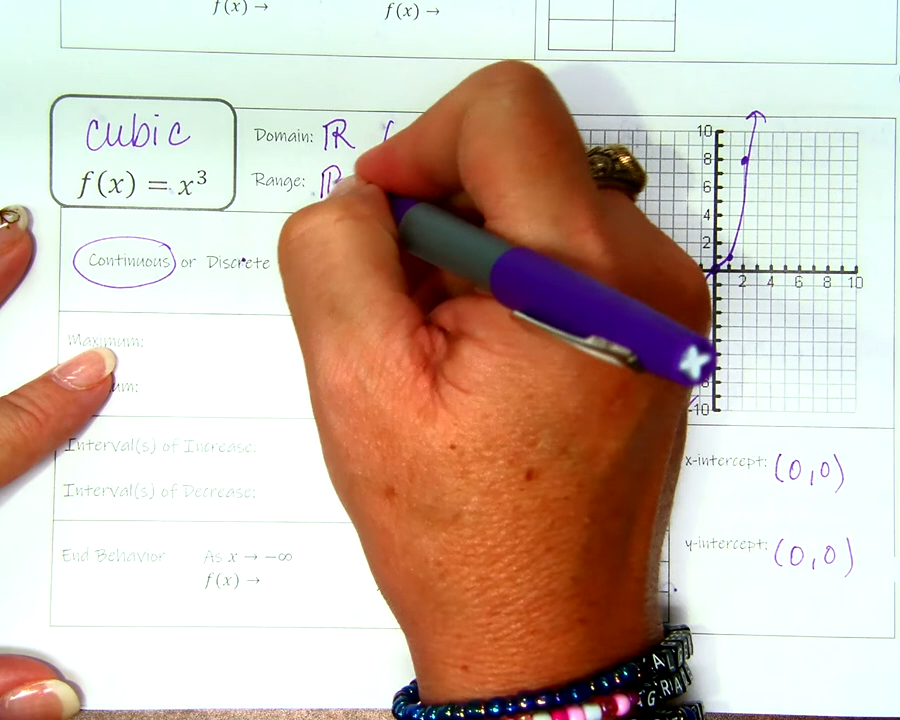 f(x) → f(x) →
cubic
f(x) = x³
Domain: ℝ (
Range: ℝ
Continuous or Discrete
Maximum:
um:
Interval(s) of Increase:
Interval(s) of Decrease:
End Behavior As x → −∞
f(x) →
10
8
6
4
2
2 4 6 8 10
-10
x-intercept: (0,0)
y-intercept: (0,0)